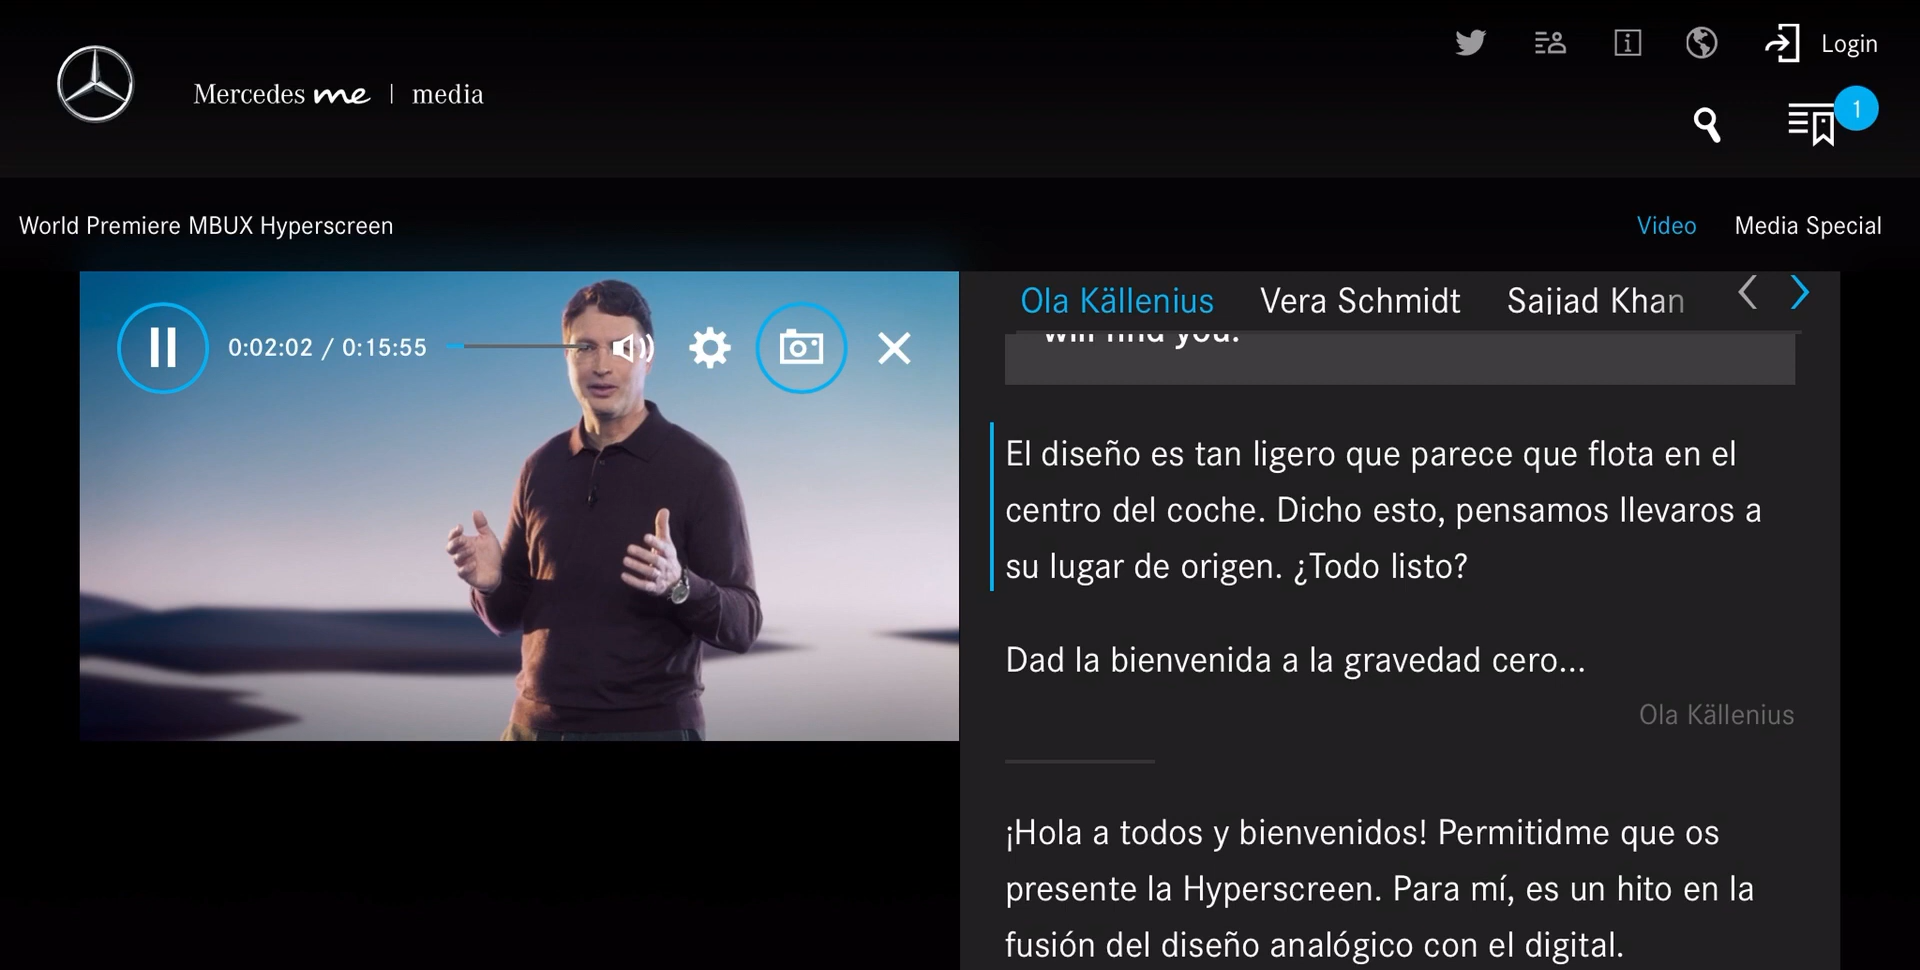 Login
Mercedes me | media
1
World Premiere MBUX Hyperscreen
Video
Media Special
0:02:02 / 0:15:55
Ola Källenius
Vera Schmidt
Sajjad Khan
will find you.
El diseño es tan ligero que parece que flota en el
centro del coche. Dicho esto, pensamos llevaros a
su lugar de origen. ¿Todo listo?
Dad la bienvenida a la gravedad cero...
Ola Källenius
¡Hola a todos y bienvenidos! Permitidme que os
presente la Hyperscreen. Para mí, es un hito en la
fusión del diseño analógico con el digital.